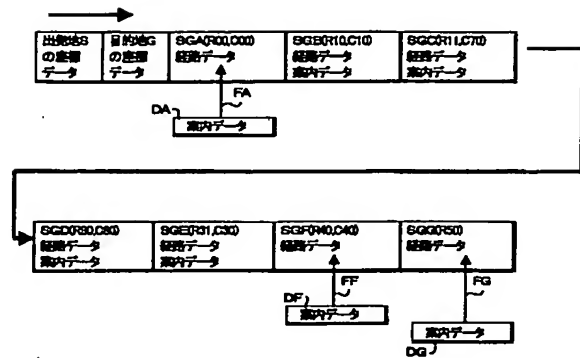 出発地S
の座標
データ
目的地G
の座標
データ
SGA(R00,C00)
経路データ
SGB(R10,C10)
経路データ
案内データ
SGC(R11,C70)
経路データ
案内データ
FA
DA
案内データ
SGD(R80,C80)
経路データ
案内データ
SGE(R31,C30)
経路データ
案内データ
SGF(R40,C40)
経路データ
SGG(R50)
経路データ
FF
FG
DF
案内データ
案内データ
DG